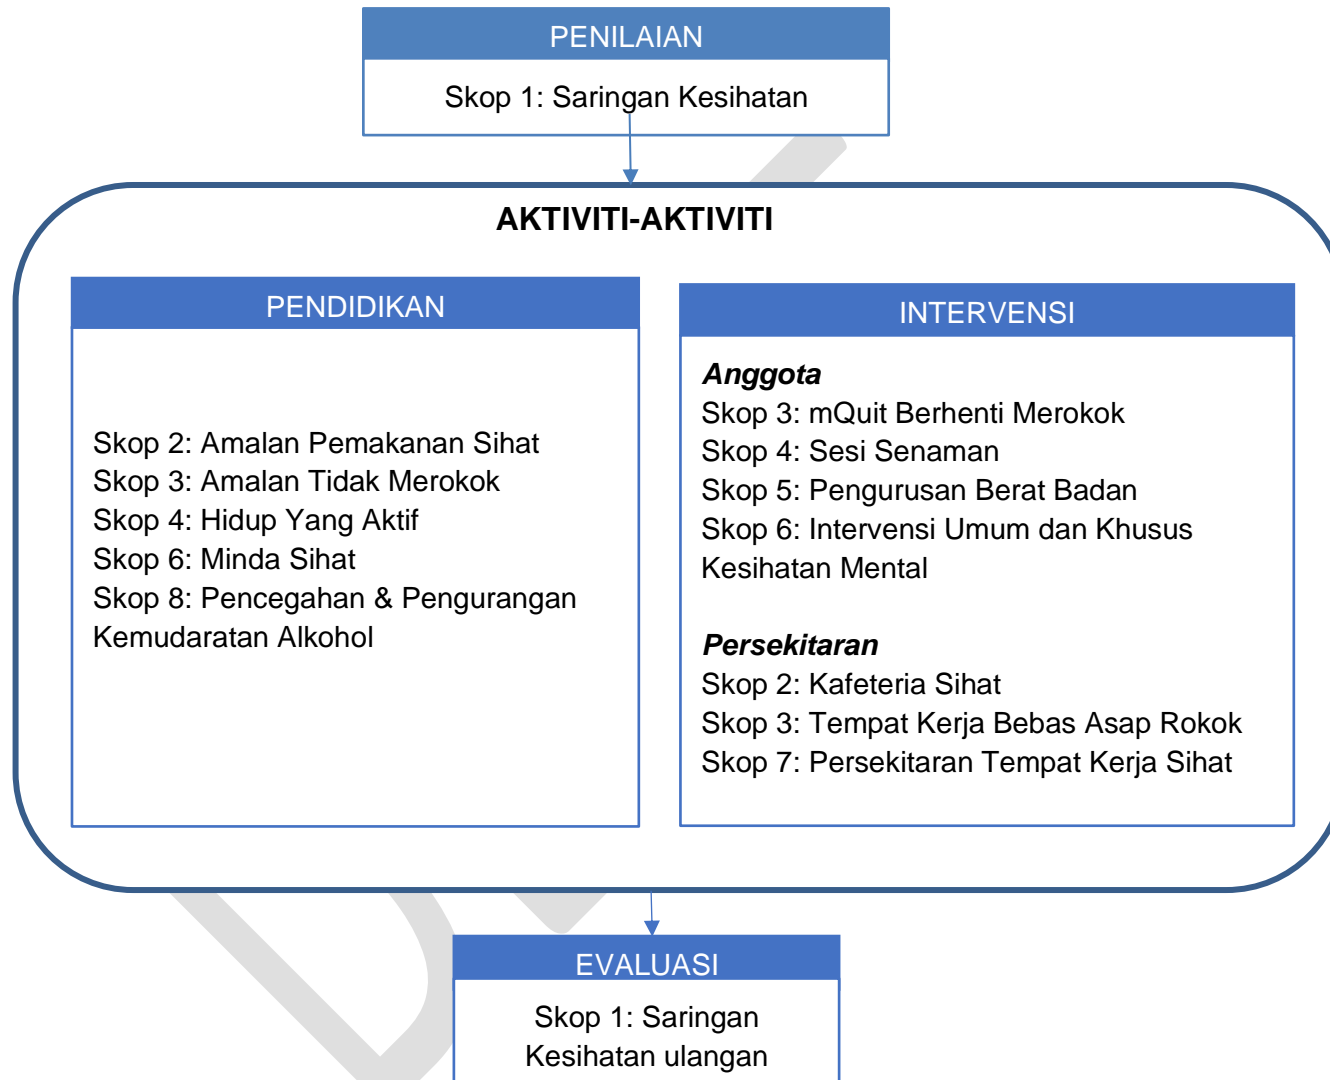 PENILAIAN
Skop 1: Saringan Kesihatan
AKTIVITI-AKTIVITI
PENDIDIKAN
Skop 2: Amalan Pemakanan Sihat
Skop 3: Amalan Tidak Merokok
Skop 4: Hidup Yang Aktif
Skop 6: Minda Sihat
Skop 8: Pencegahan & Pengurangan
Kemudaratan Alkohol
INTERVENSI
Anggota
Skop 3: mQuit Berhenti Merokok
Skop 4: Sesi Senaman
Skop 5: Pengurusan Berat Badan
Skop 6: Intervensi Umum dan Khusus
Kesihatan Mental
Persekitaran
Skop 2: Kafeteria Sihat
Skop 3: Tempat Kerja Bebas Asap Rokok
Skop 7: Persekitaran Tempat Kerja Sihat
EVALUASI
Skop 1: Saringan
Kesihatan ulangan